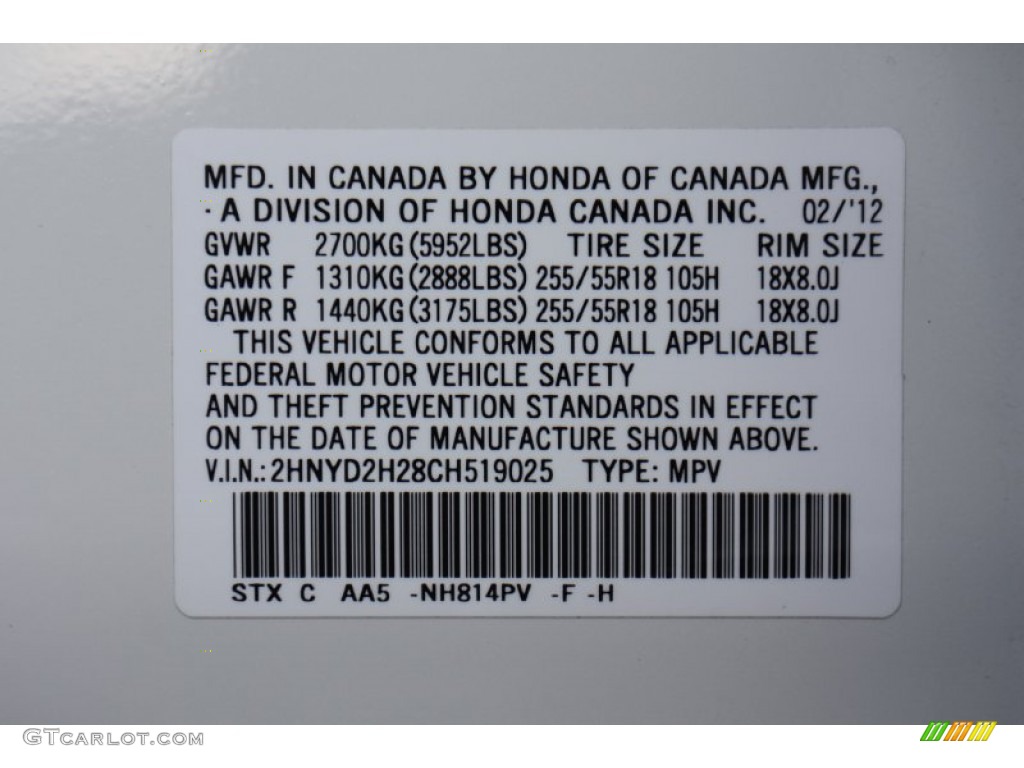 MFD. IN CANADA BY HONDA OF CANADA MFG.,
· A DIVISION OF HONDA CANADA INC. 02/'12
GVWR 2700KG(5952LBS) TIRE SIZE RIM SIZE
GAWR F 1310KG(2888LBS) 255/55R18 105H 18X8.0J
GAWR R 1440KG(3175LBS) 255/55R18 105H 18X8.0J
THIS VEHICLE CONFORMS TO ALL APPLICABLE
FEDERAL MOTOR VEHICLE SAFETY
AND THEFT PREVENTION STANDARDS IN EFFECT
ON THE DATE OF MANUFACTURE SHOWN ABOVE.
V.I.N.:2HNYD2H28CH519025 TYPE: MPV
STX C AA5 -NH814PV -F -H
GTCARLOT.COM